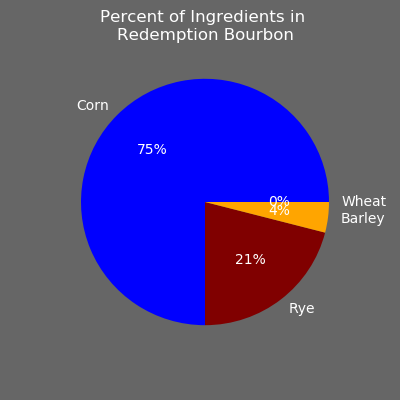 Percent of Ingredients in
Redemption Bourbon
Corn
75%
0%
Wheat
4%
Barley
21%
Rye